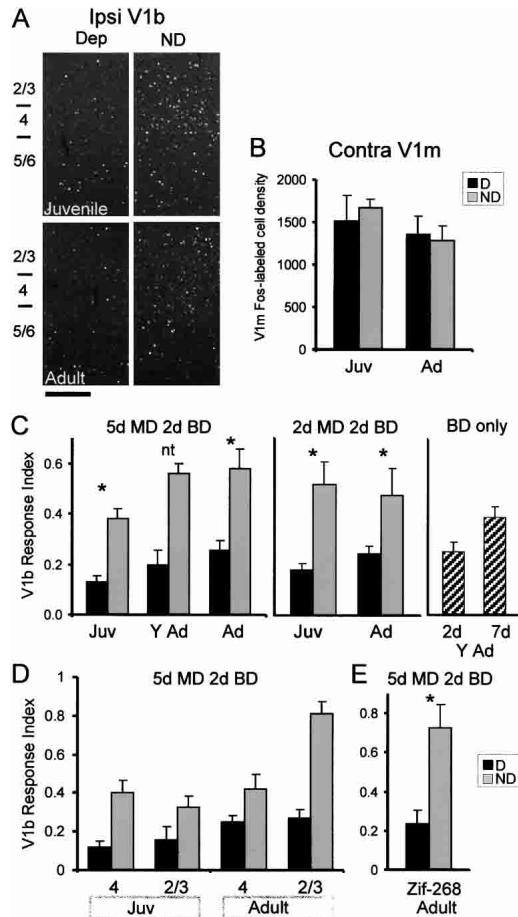 A
Ipsi V1b
Dep ND
2/3
4
5/6
Juvenile
2/3
4
5/6
Adult
B
Contra V1m
D
ND
V1m Fos-labeled cell density
2000
1500
1000
500
0
Juv Ad
C
5d MD 2d BD
nt
*
*
V1b Response Index
0.6
0.4
0.2
0.0
Juv Y Ad Ad
2d MD 2d BD
* *
Juv Ad
BD only
2d 7d
Y Ad
D
5d MD 2d BD
V1b Response Index
1
0.8
0.6
0.4
0.2
0
4 2/3 4 2/3
Juv Adult
E
5d MD 2d BD
*
0.8
0.6
0.4
0.2
0
D
ND
Zif-268
Adult